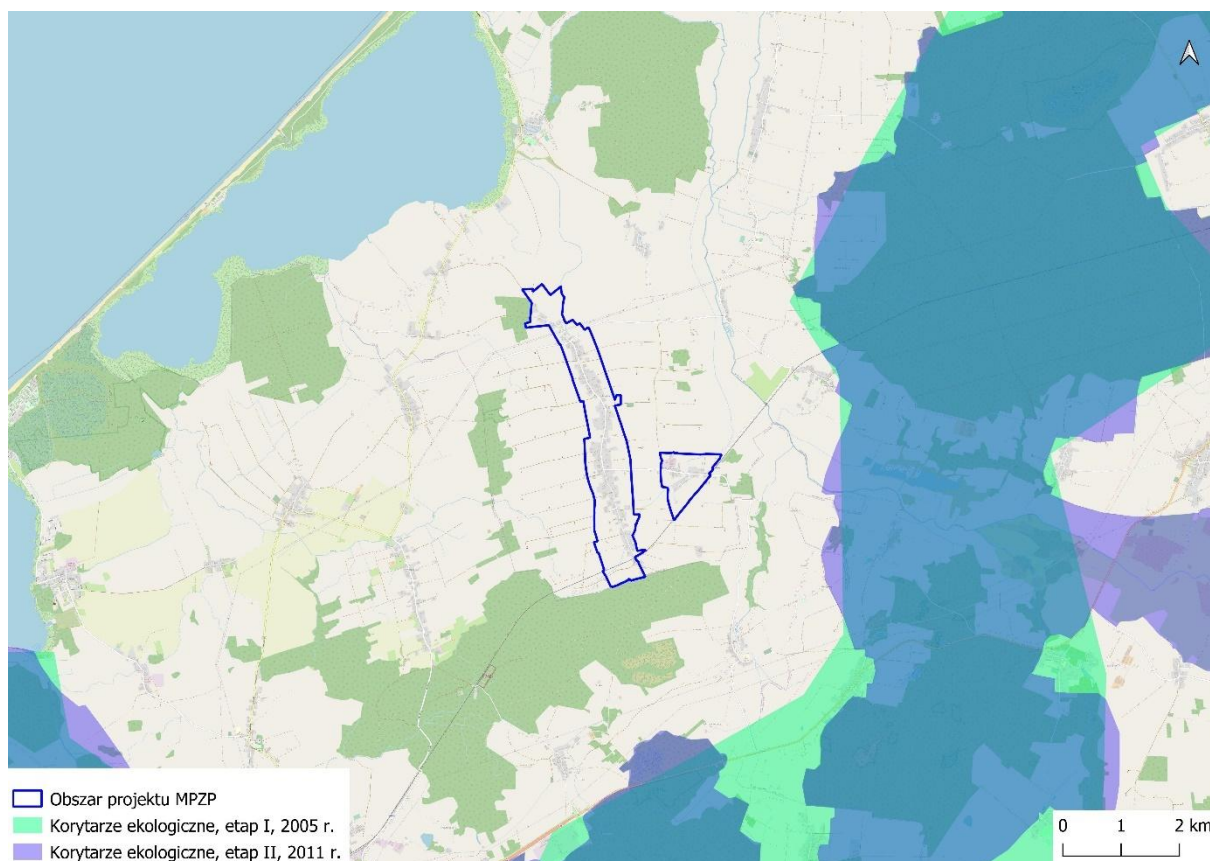 Obszar projektu MPZP
Korytarze ekologiczne, etap I, 2005 r.
Korytarze ekologiczne, etap II, 2011 r.
0 1 2 km